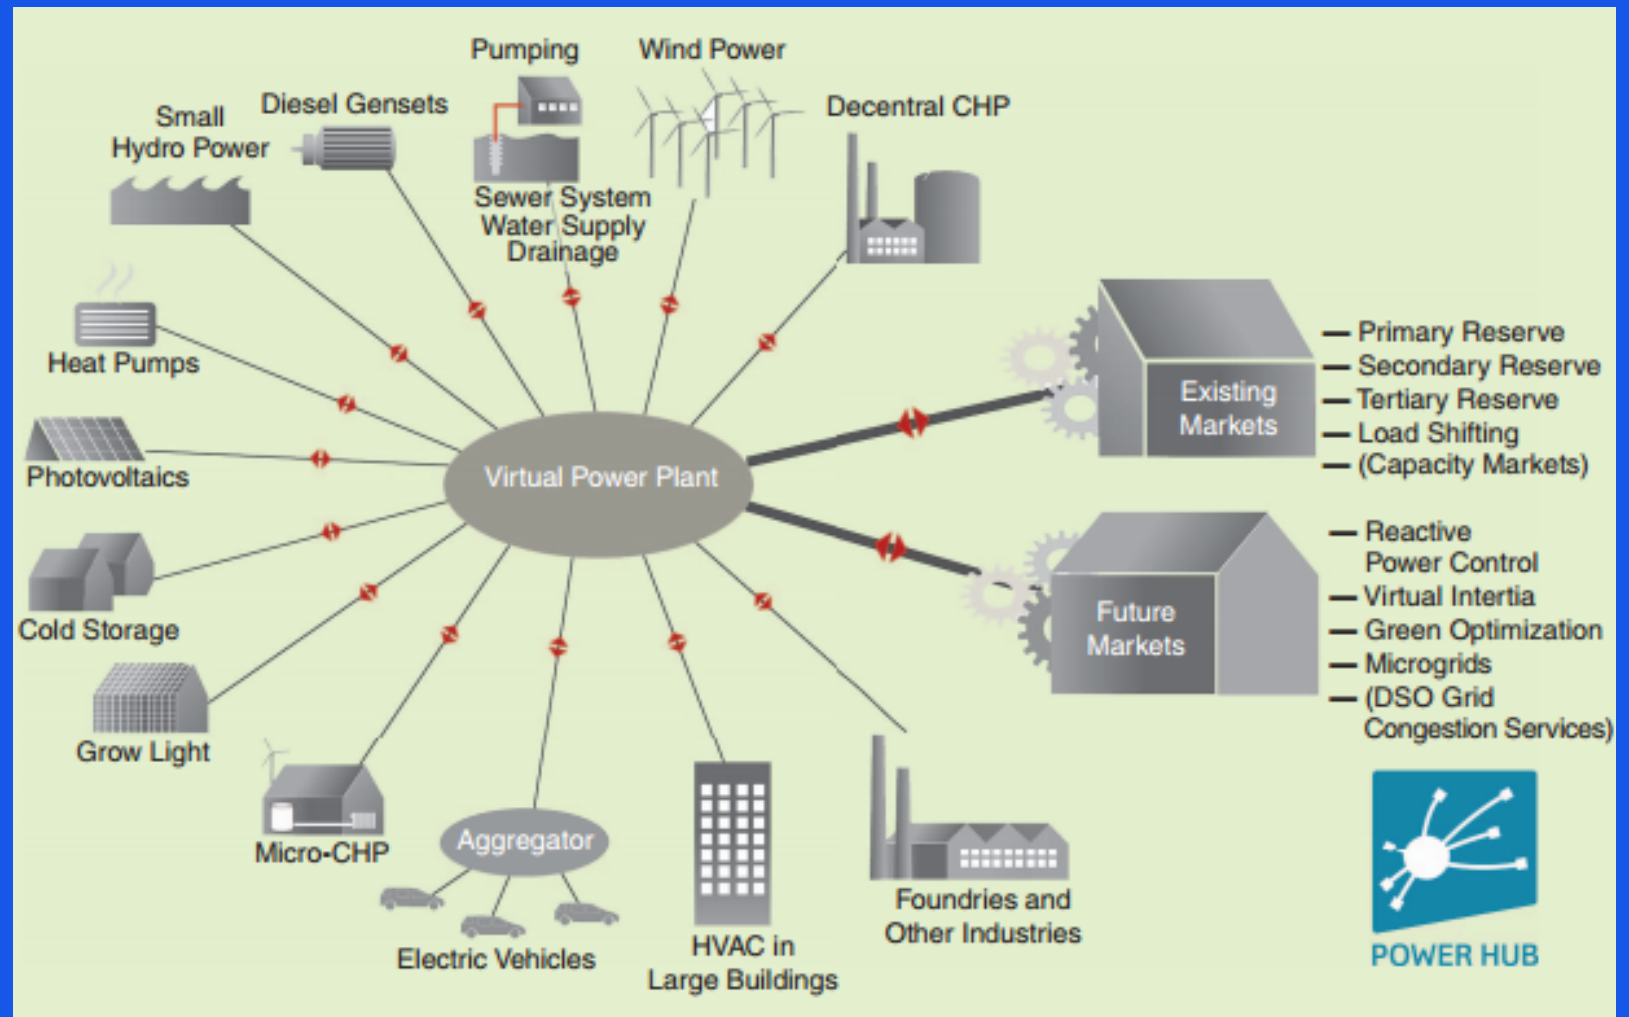 Pumping
Wind Power
Diesel Gensets
Decentral CHP
Small
Hydro Power
Sewer System
Water Supply
Drainage
Heat Pumps
Photovoltaics
Cold Storage
Grow Light
Micro-CHP
Aggregator
Electric Vehicles
HVAC in
Large Buildings
Foundries and
Other Industries
Virtual Power Plant
Existing
Markets
— Primary Reserve
— Secondary Reserve
— Tertiary Reserve
— Load Shifting
— (Capacity Markets)
Future
Markets
— Reactive
Power Control
— Virtual Intertia
— Green Optimization
— Microgrids
— (DSO Grid
Congestion Services)
POWER HUB